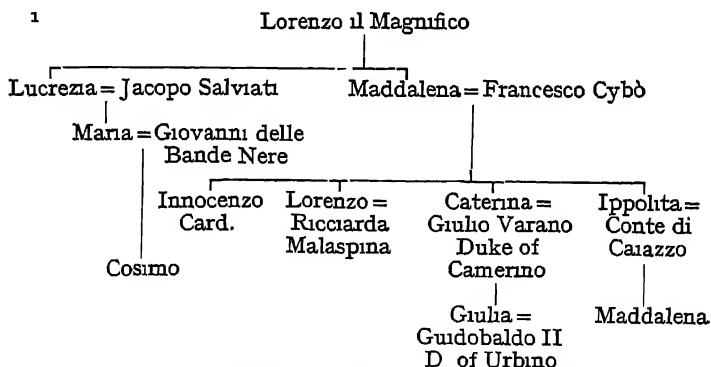 1
Lorenzo il Magnifico
Lucrezia = Jacopo Salviati Maddalena = Francesco Cybò
Maria = Giovanni delle
Bande Nere
Innocenzo Lorenzo = Caterina = Ippolita =
Card. Ricciarda Giulio Varano Conte di
Malaspina Duke of Caiazzo
Camerino
Cosimo
Giulia = Maddalena
Guidobaldo II
D of Urbino